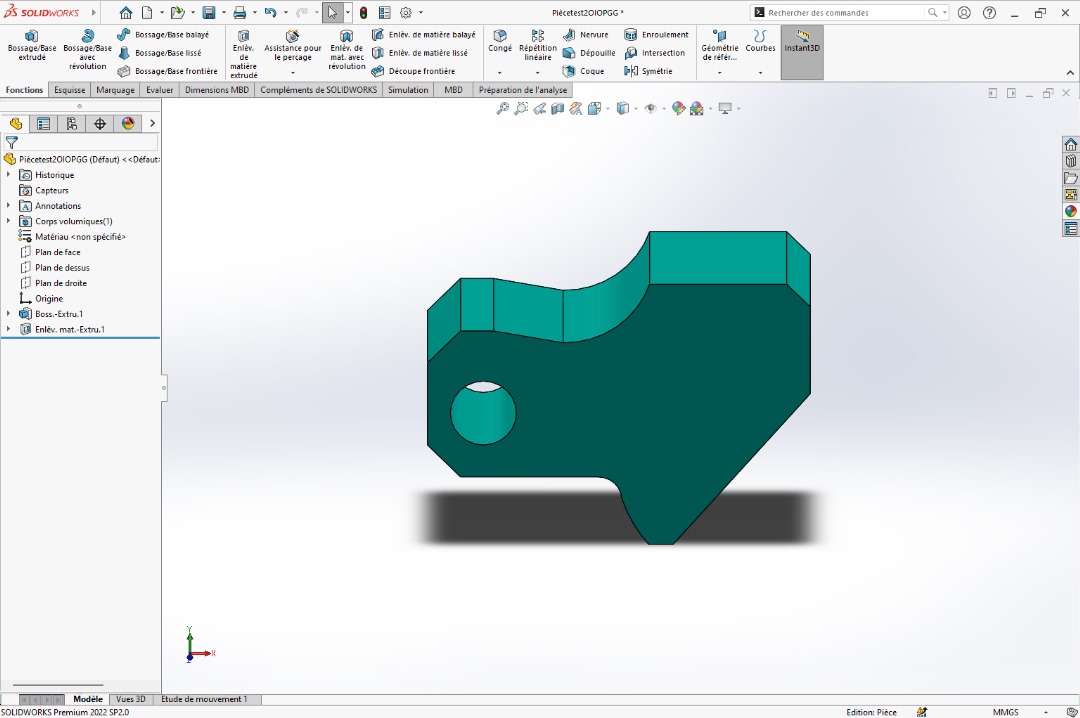 SOLIDWORKS
Piècetest2OIOPGG *
Rechercher des commandes
Bossage/Base extrudé
Bossage/Base avec révolution
Bossage/Base balayé
Bossage/Base lissé
Bossage/Base frontière
Enlèv. de matière extrudé
Assistance pour le perçage
Enlèv. de mat. avec révolution
Enlèv. de matière balayé
Enlèv. de matière lissé
Découpe frontière
Congé
Répétition linéaire
Nervure
Dépouille
Coque
Enroulement
Intersection
Symétrie
Géométrie de référ...
Courbes
Instant3D
Fonctions
Esquisse
Marquage
Evaluer
Dimensions MBD
Compléments de SOLIDWORKS
Simulation
MBD
Préparation de l'analyse
Piècetest2OIOPGG (Défaut) <<Défaut
Historique
Capteurs
Annotations
Corps volumiques(1)
Matériau <non spécifié>
Plan de face
Plan de dessus
Plan de droite
Origine
Boss.-Extru.1
Enlèv. mat.-Extru.1
Y
X
Z
Modèle
Vues 3D
Etude de mouvement 1
SOLIDWORKS Premium 2022 SP2.0
Edition: Pièce
MMGS